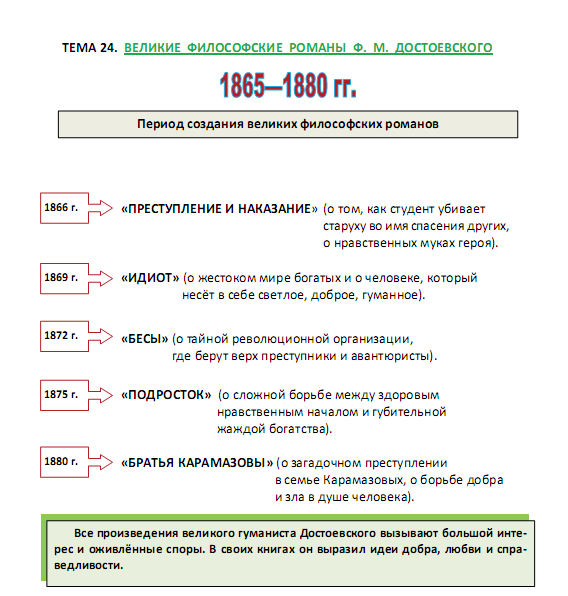 ТЕМА 24. ВЕЛИКИЕ ФИЛОСОФСКИЕ РОМАНЫ Ф. М. ДОСТОЕВСКОГО
1865—1880 гг.
Период создания великих философских романов
1866 г. «ПРЕСТУПЛЕНИЕ И НАКАЗАНИЕ» (о том, как студент убивает
старуху во имя спасения других,
о нравственных муках героя).
1869 г. «ИДИОТ» (о жестоком мире богатых и о человеке, который
несёт в себе светлое, доброе, гуманное).
1872 г. «БЕСЫ» (о тайной революционной организации,
где берут верх преступники и авантюристы).
1875 г. «ПОДРОСТОК» (о сложной борьбе между здоровым
нравственным началом и губительной
жаждой богатства).
1880 г. «БРАТЬЯ КАРАМАЗОВЫ» (о загадочном преступлении
в семье Карамазовых, о борьбе добра
и зла в душе человека).
Все произведения великого гуманиста Достоевского вызывают большой инте-
рес и оживлённые споры. В своих книгах он выразил идеи добра, любви и спра-
ведливости.